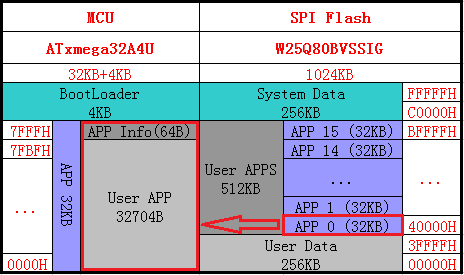 MCU SPI Flash
ATxmega32A4U W25Q80BVSSIG
32KB+4KB 1024KB
BootLoader System Data FFFFFH
4KB 256KB C0000H
7FFFH APP Info(64B) APP 15 (32KB) BFFFFH
7FBFH APP 14 (32KB)
APP 32KB User APPS
... User APP 512KB ... ...
32704B APP 1 (32KB)
APP 0 (32KB) 40000H
User Data 3FFFFH
0000H 256KB 00000H